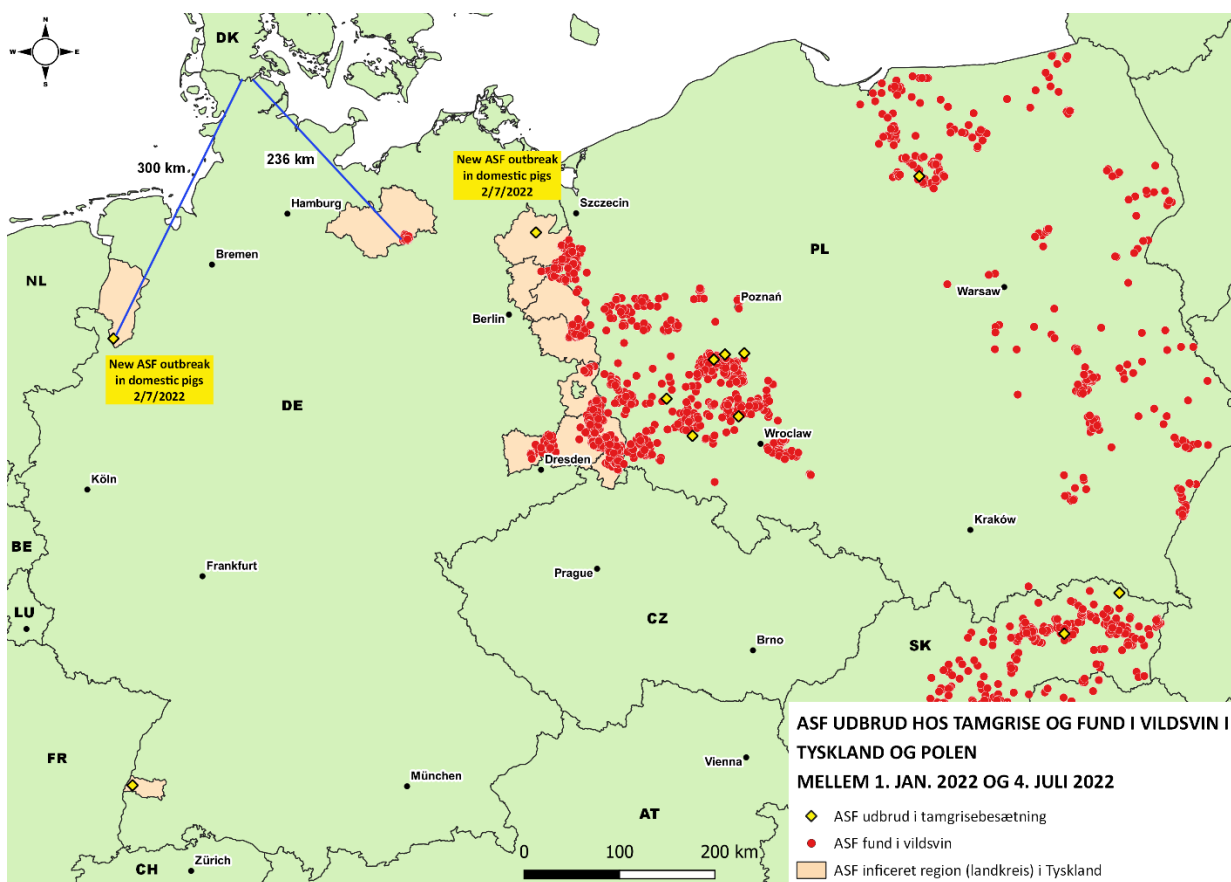 N
W
E
S
DK
300 km
236 km
New ASF outbreak
in domestic pigs
2/7/2022
Hamburg
Szczecin
Bremen
NL
PL
Warsaw
Poznań
Berlin
New ASF outbreak
in domestic pigs
2/7/2022
DE
Wroclaw
Dresden
Köln
Kraków
BE
Prague
Frankfurt
LU
CZ
Brno
SK
FR
Vienna
München
AT
CH
Zürich
0
100
200 km
ASF UDBRUD HOS TAMGRISE OG FUND I VILDSVIN I
TYSKLAND OG POLEN
MELLEM 1. JAN. 2022 OG 4. JULI 2022
ASF udbrud i tamgrisebesætning
ASF fund i vildsvin
ASF inficeret region (landkreis) i Tyskland